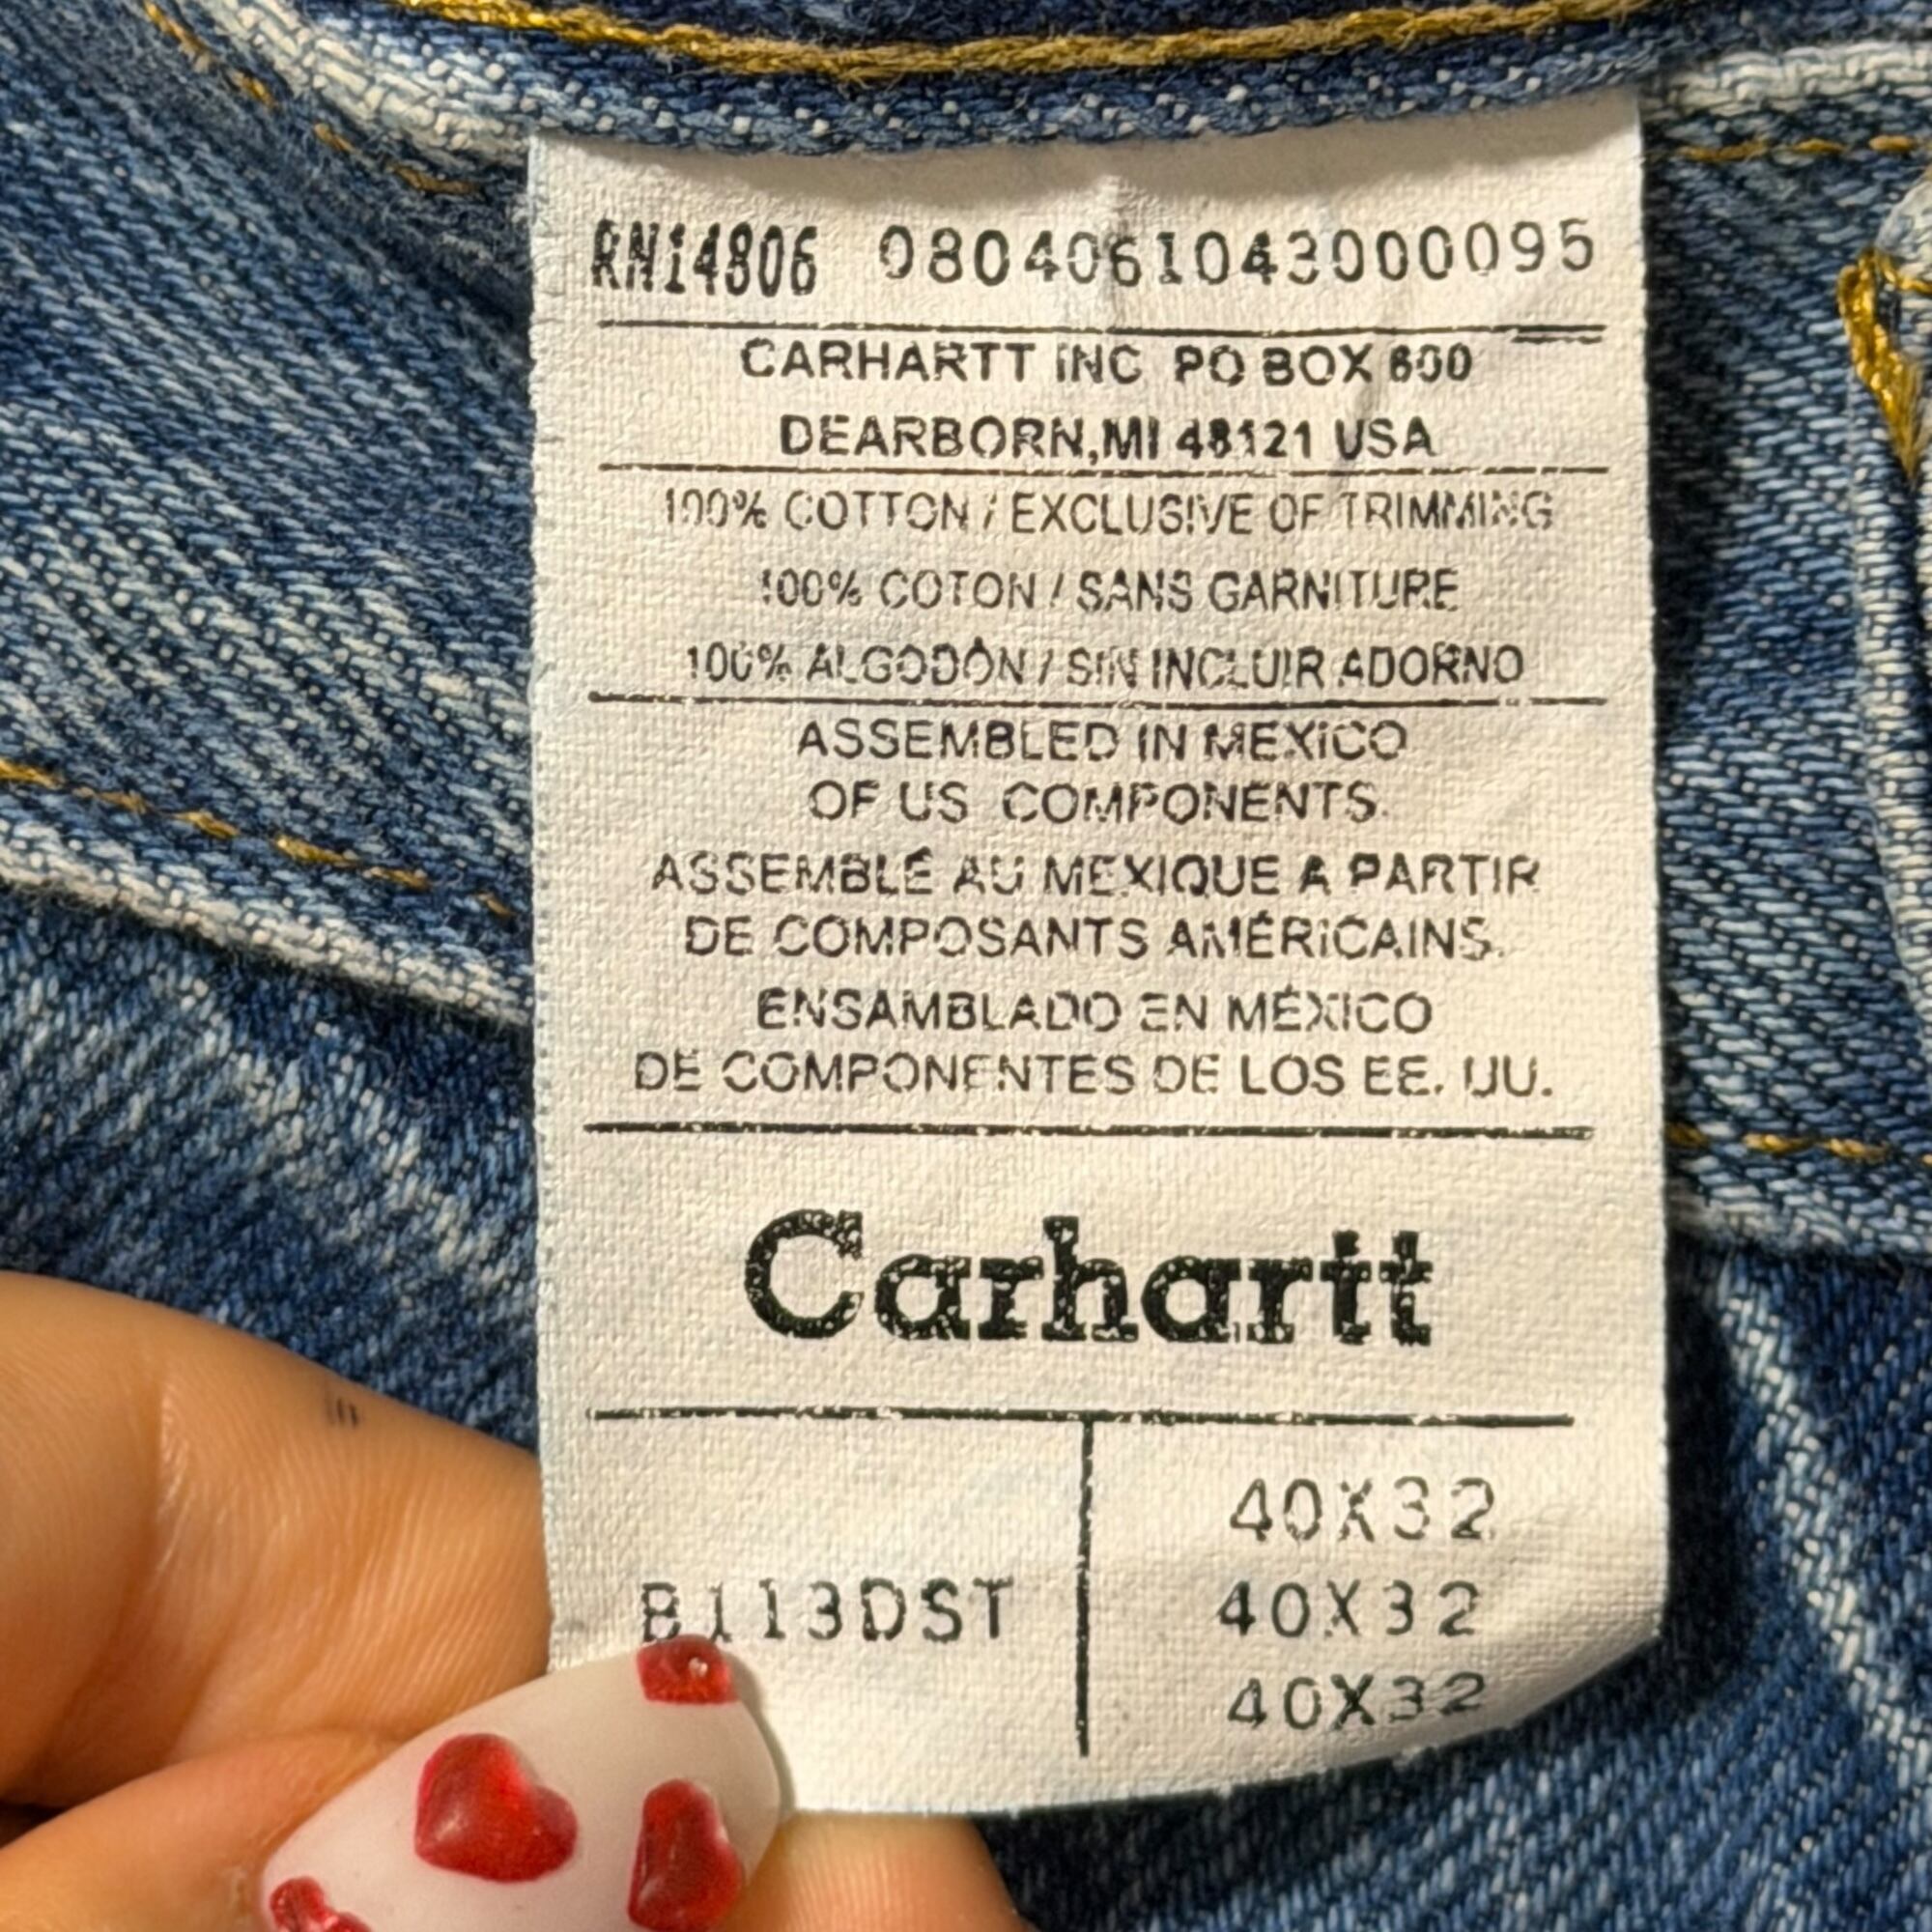 RN14806 0804061043000095
CARHARTT INC PO BOX 600
DEARBORN,MI 48121 USA
100% COTTON / EXCLUSIVE OF TRIMMING
100% COTON / SANS GARNITURE
100% ALGODÓN / SIN INCLUIR ADORNO
ASSEMBLED IN MEXICO
OF US COMPONENTS.
ASSEMBLÉ AU MEXIQUE A PARTIR
DE COMPOSANTS AMÉRICAINS.
ENSAMBLADO EN MÉXICO
DE COMPONENTES DE LOS EE. UU.
Carhartt
40X32
B113DST 40X32
40X32